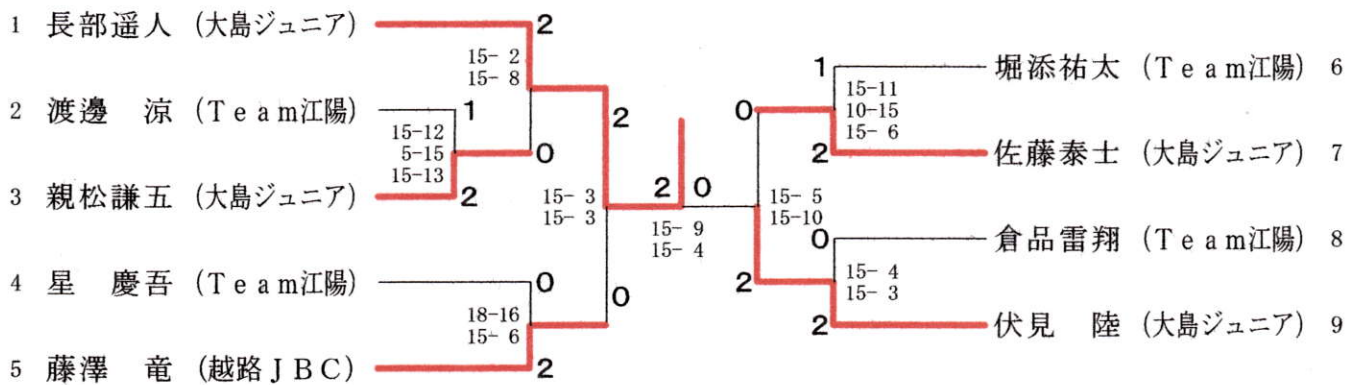 1 長部遥人 (大島ジュニア) 2
15- 2
15- 8
2 渡邊　涼 (Team江陽) 1
15-12
5-15
15-13
0
3 親松謙五 (大島ジュニア) 2
2
15- 3
15- 3
4 星　慶吾 (Team江陽) 0
18-16
15- 6
0
5 藤澤　竜 (越路JBC) 2
2 0
15- 9
15- 4
1 堀添祐太 (Team江陽) 6
15-11
10-15
15- 6
0
2 佐藤泰士 (大島ジュニア) 7
15- 5
15-10
0 倉品雷翔 (Team江陽) 8
15- 4
15- 3
2
2 伏見　陸 (大島ジュニア) 9